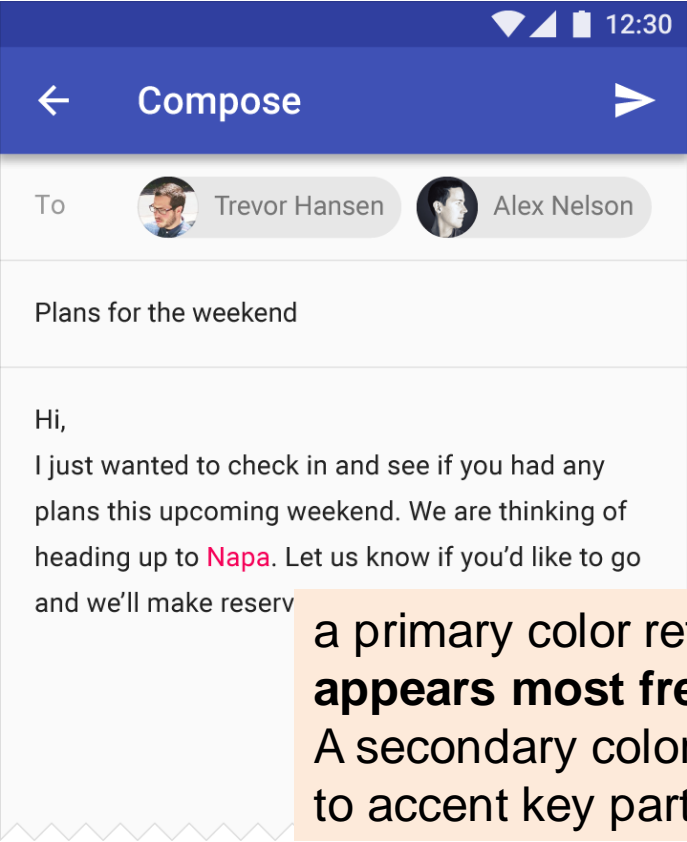 12:30
Compose
To Trevor Hansen Alex Nelson
Plans for the weekend
Hi,
I just wanted to check in and see if you had any
plans this upcoming weekend. We are thinking of
heading up to Napa. Let us know if you’d like to go
and we’ll make reserv
a primary color
appears most
A secondary color
to accent key part